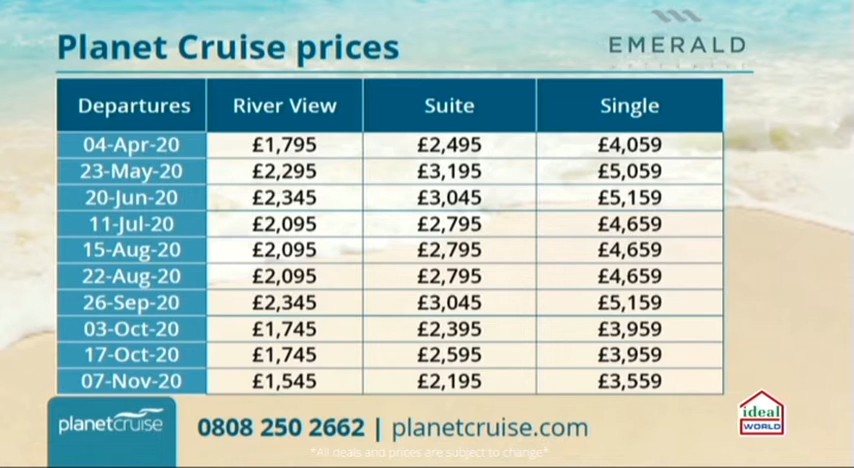 Planet Cruise prices
EMERALD
Departures River View Suite Single
04-Apr-20 £1,795 £2,495 £4,059
23-May-20 £2,295 £3,195 £5,059
20-Jun-20 £2,345 £3,045 £5,159
11-Jul-20 £2,095 £2,795 £4,659
15-Aug-20 £2,095 £2,795 £4,659
22-Aug-20 £2,095 £2,795 £4,659
26-Sep-20 £2,345 £3,045 £5,159
03-Oct-20 £1,745 £2,395 £3,959
17-Oct-20 £1,745 £2,595 £3,959
07-Nov-20 £1,545 £2,195 £3,559
planetcruise
0808 250 2662 | planetcruise.com
ideal
WORLD
*All deals and prices are subject to change*